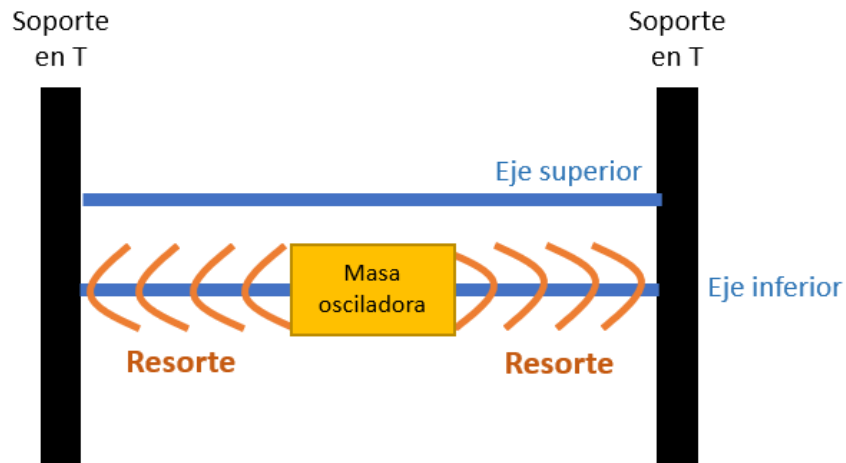 Soporte
en T
Soporte
en T
Eje superior
Masa
osciladora
Eje inferior
Resorte
Resorte